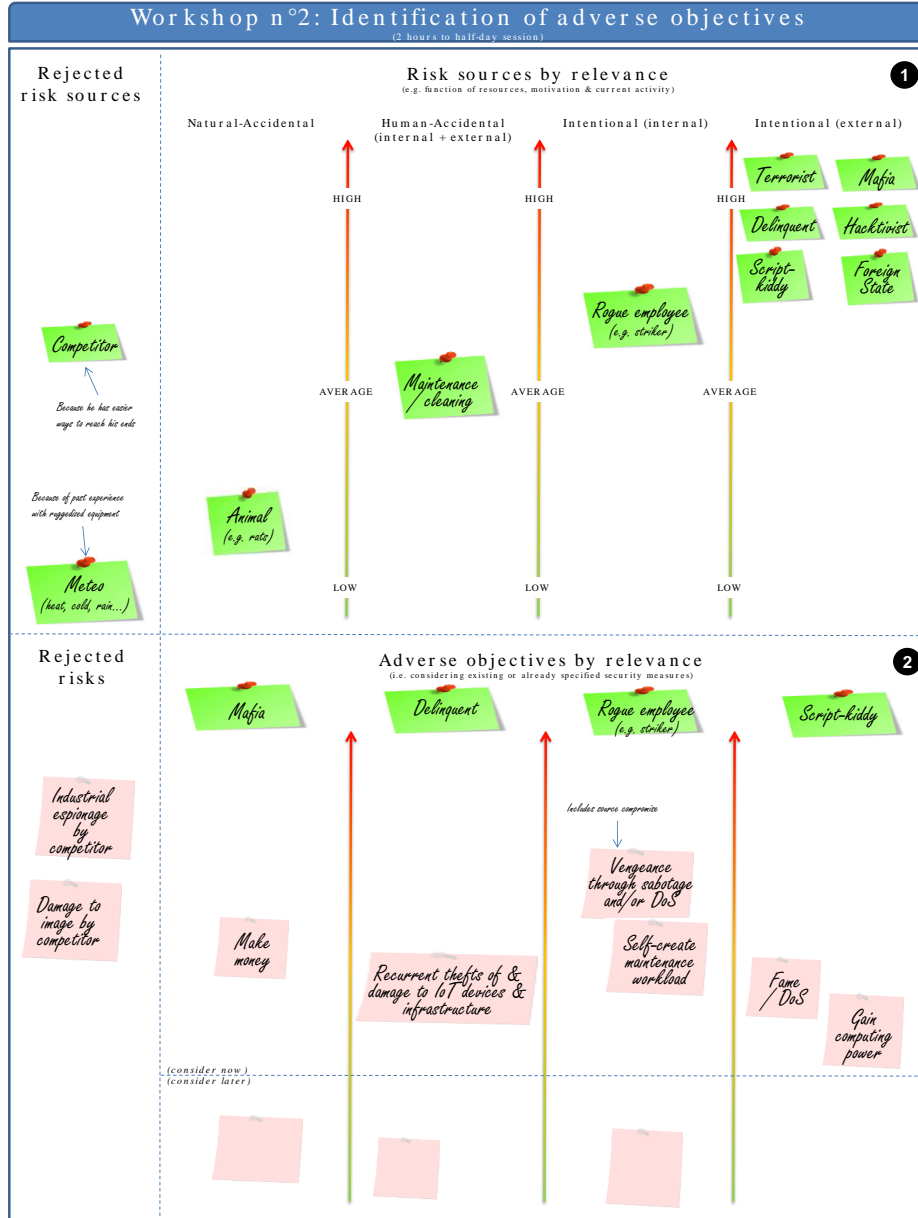 Workshop n°2: Identification of adverse objectives
(2 hours to half-day session)
Rejected
risk sources
Risk sources by relevance
(e.g. function of resources, motivation & current activity)
1
Natural-Accidental
Human-Accidental
(internal + external)
Intentional (internal)
Intentional (external)
Terrorist
Mafia
HIGH
HIGH
HIGH
Delinquent
Hacktivist
Script-
kiddy
Foreign
State
Rogue employee
(e.g. striker)
Competitor
Because he has easier
ways to reach his ends
Maintenance
/ cleaning
AVERAGE
AVERAGE
AVERAGE
Because of past experience
with ruggedised equipment
Animal
(e.g. rats)
Meteo
(heat, cold, rain...)
LOW
LOW
LOW
Rejected
risks
Adverse objectives by relevance
(i.e. considering existing or already specified security measures)
2
Mafia
Delinquent
Rogue employee
(e.g. striker)
Script-kiddy
Industrial
espionage
by
competitor
Damage to
image by
competitor
Includes source compromise
Vengeance
through sabotage
and/or DoS
Make
money
Self-create
maintenance
workload
Recurrent thefts of &
damage to IoT devices &
infrastructure
Fame
/ DoS
Gain
computing
power
(consider now)
(consider later)